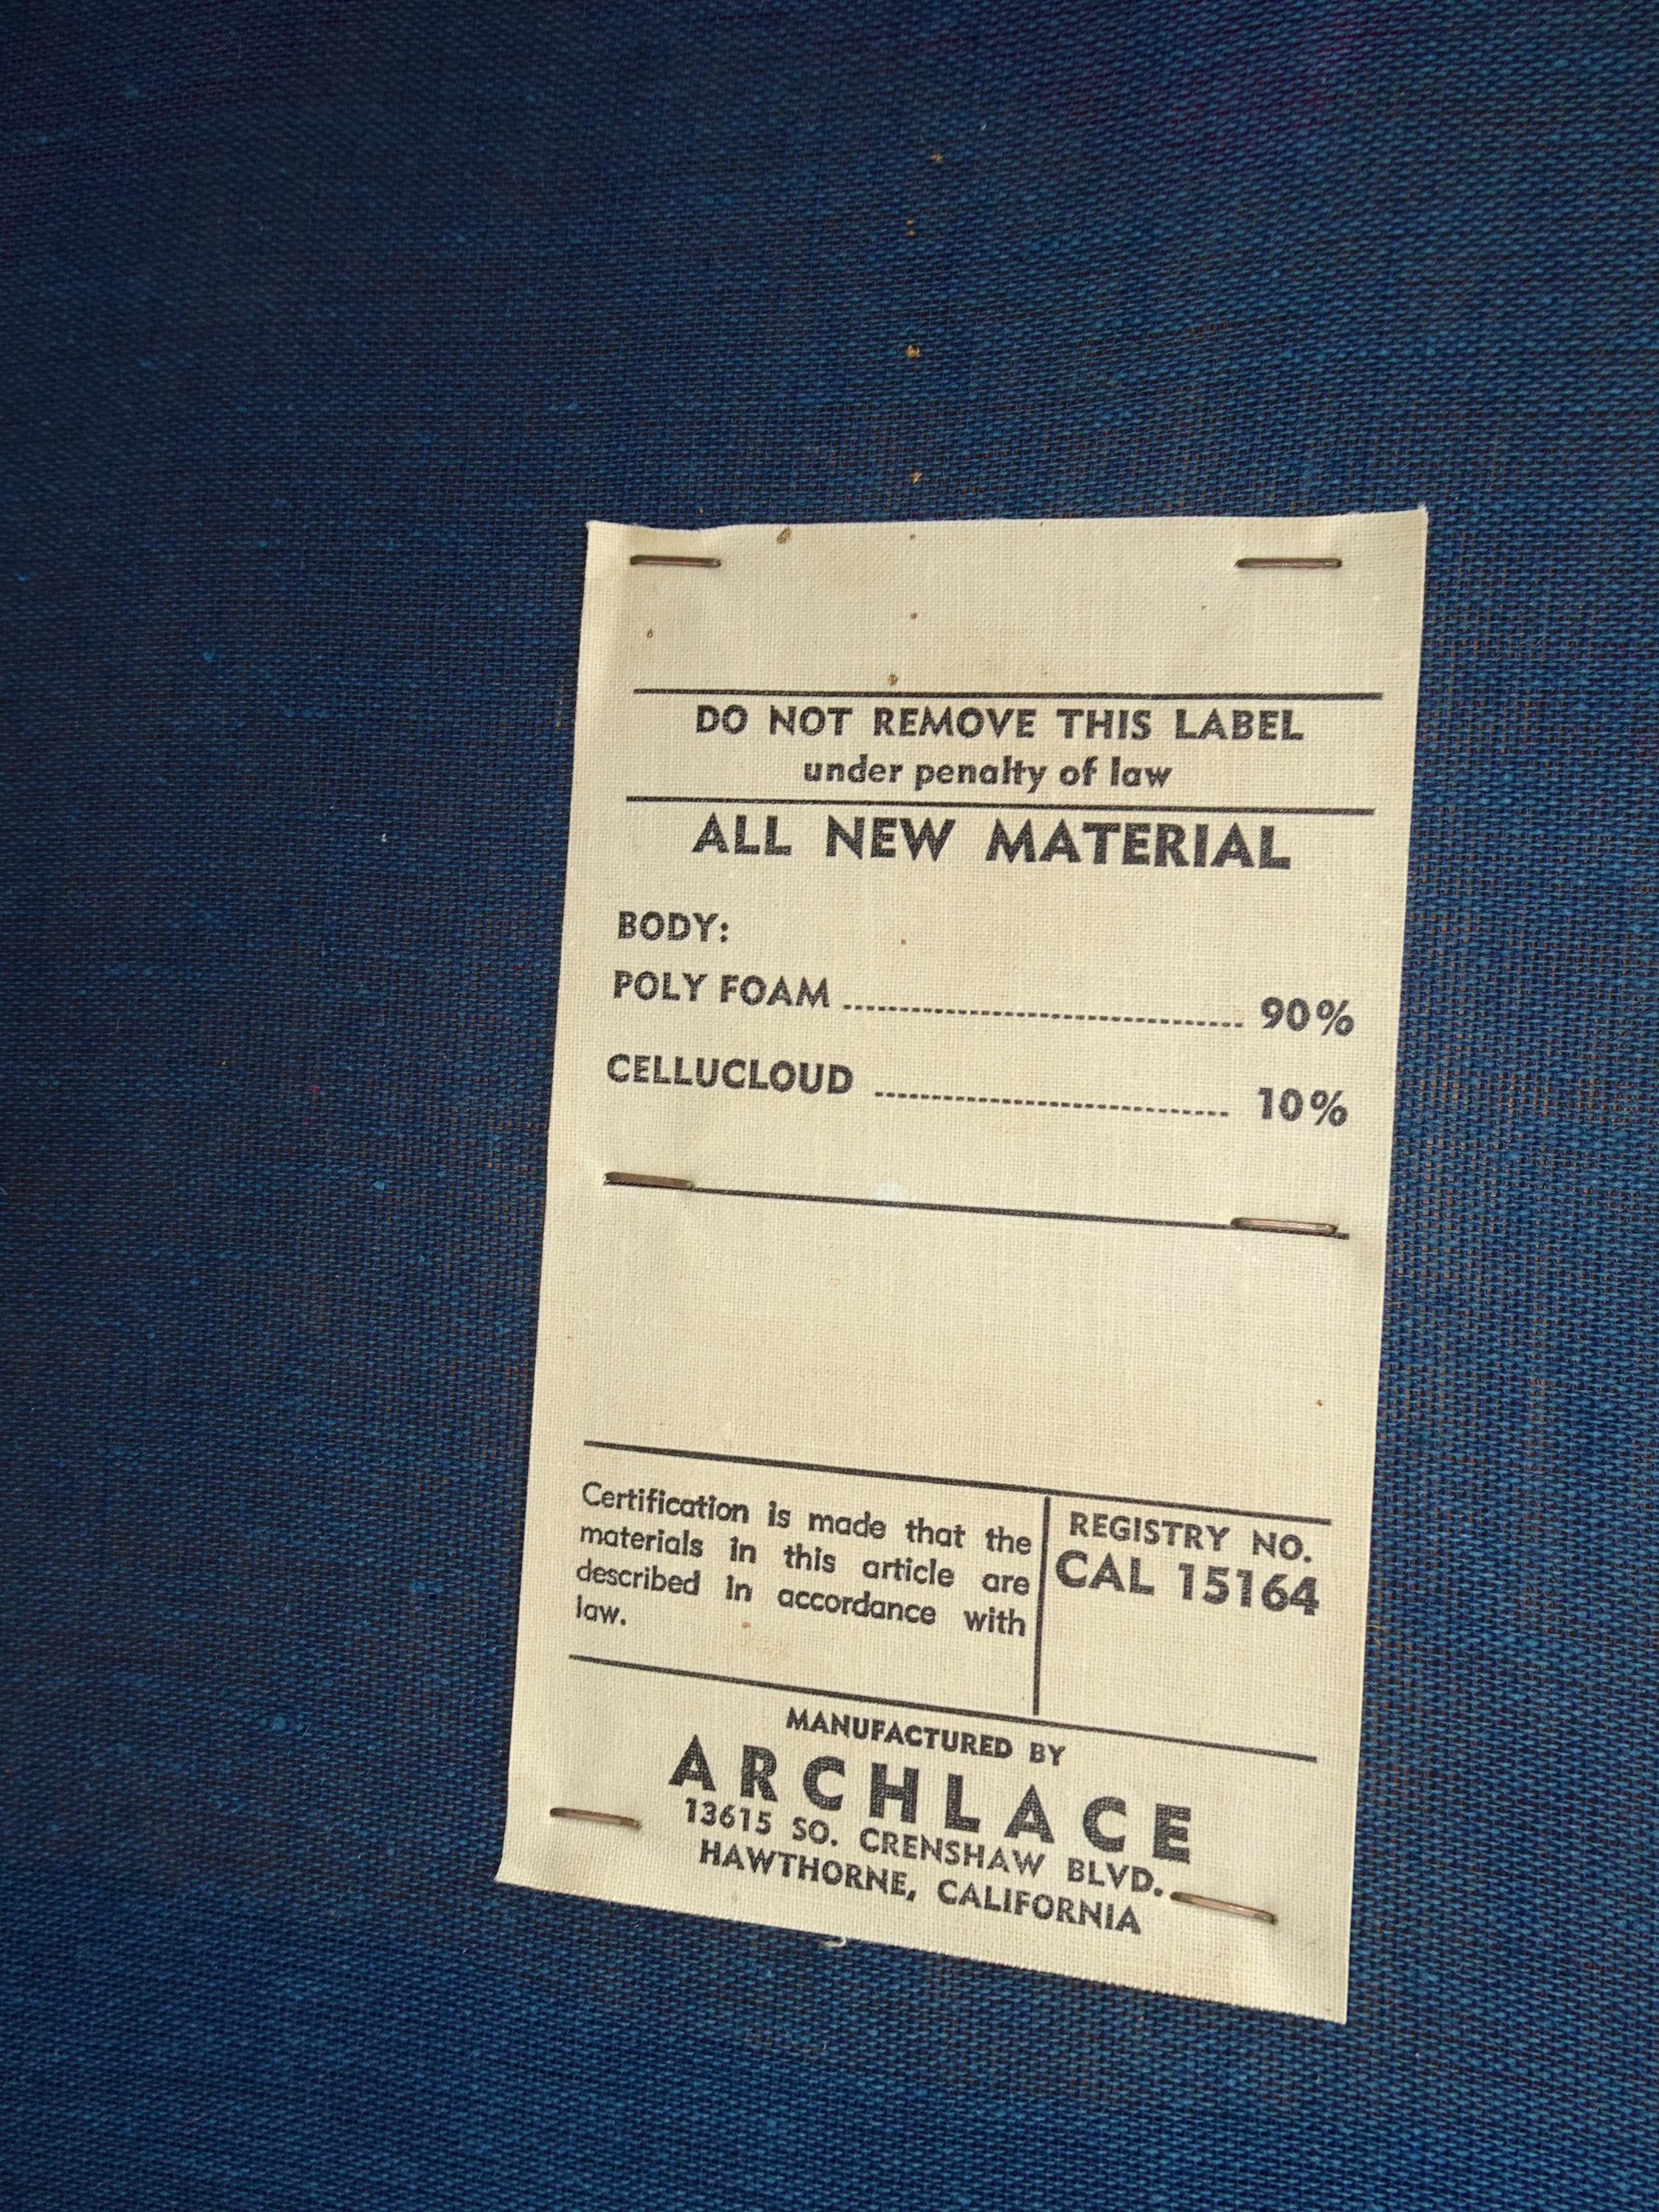 DO NOT REMOVE THIS LABEL
under penalty of law
ALL NEW MATERIAL
BODY:
POLY FOAM ........................................ 90%
CELLUCLOUD .................................... 10%
Certification is made that the
materials in this article are
described in accordance with
law.
REGISTRY NO.
CAL 15164
MANUFACTURED BY
ARCHLACE
13615 SO. CRENSHAW BLVD.
HAWTHORNE, CALIFORNIA